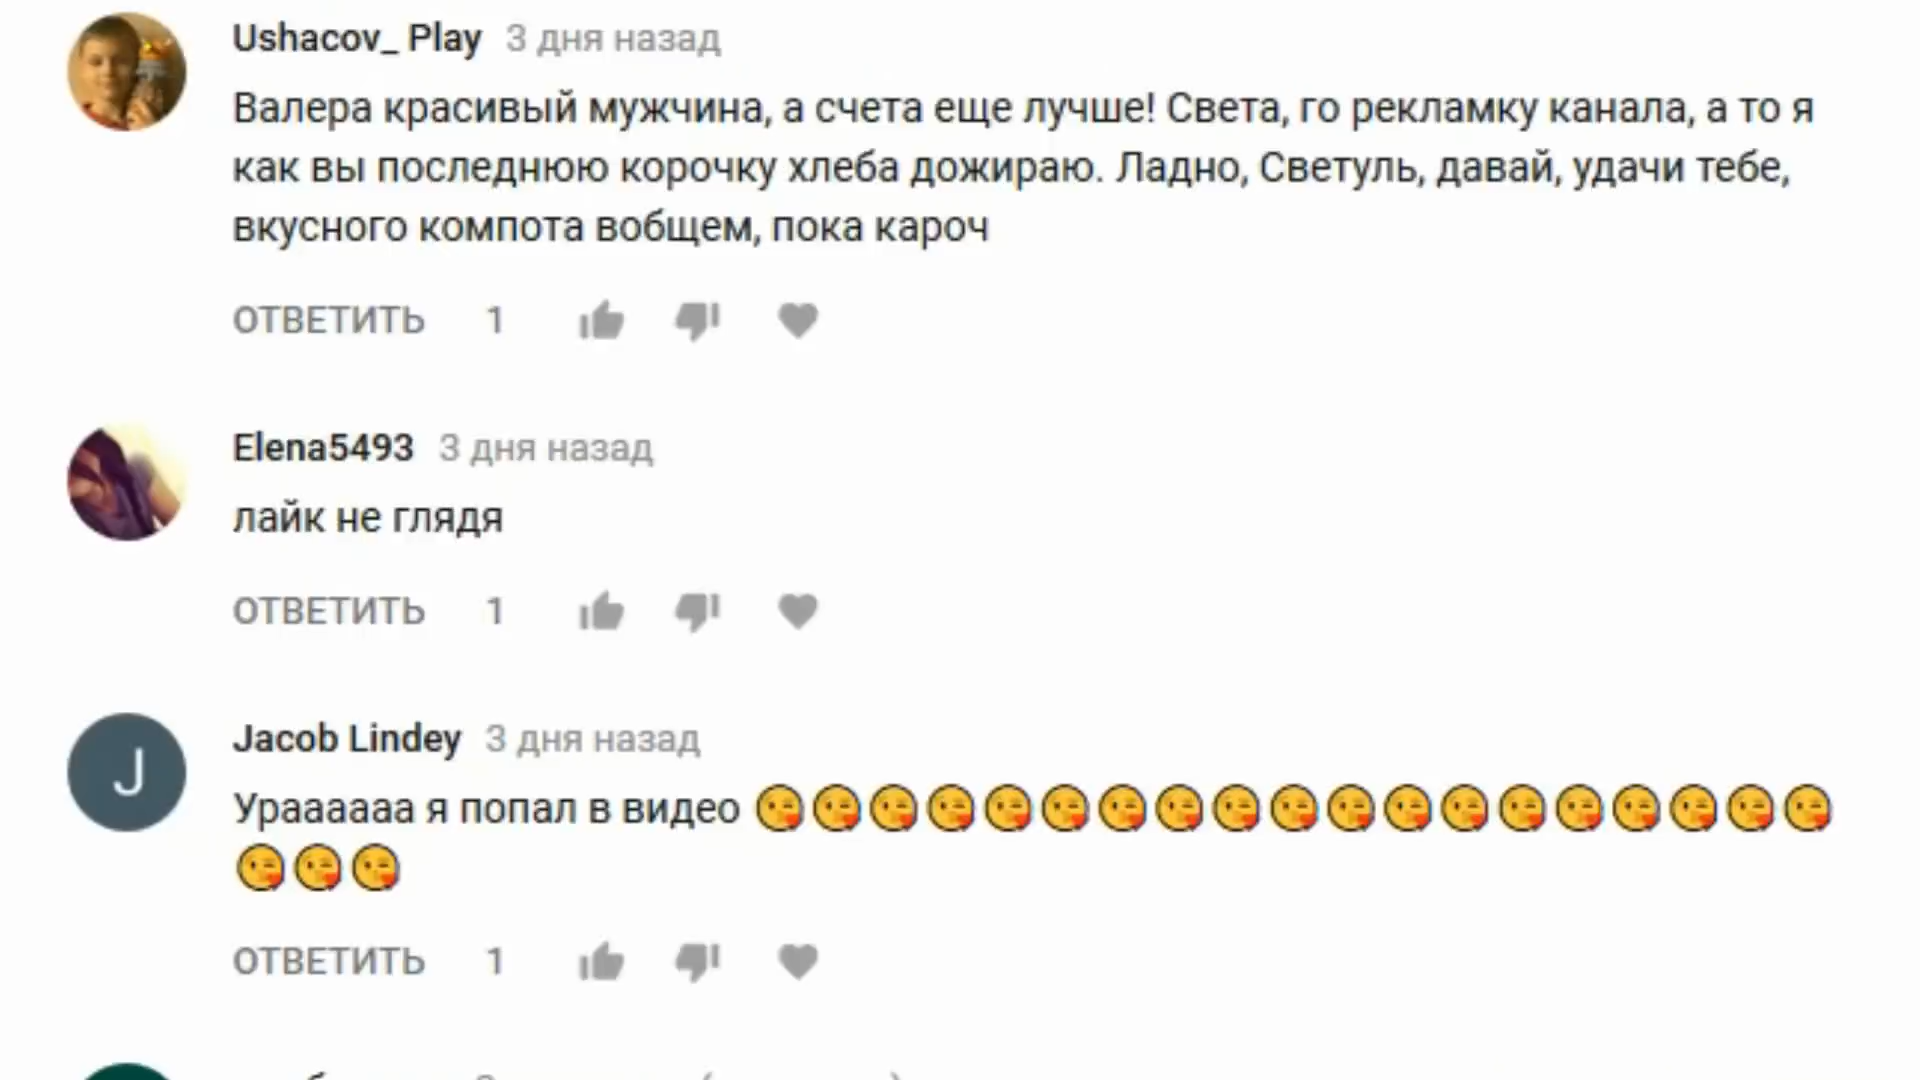 Ushacov_ Play 3 дня назад
Валера красивый мужчина, а счета еще лучше! Света, го рекламку канала, а то я
как вы последнюю корочку хлеба дожираю. Ладно, Светуль, давай, удачи тебе,
вкусного компота вобщем, пока кароч
ОТВЕТИТЬ 1
Elena5493 3 дня назад
лайк не глядя
ОТВЕТИТЬ 1
J
Jacob Lindey 3 дня назад
Ураааааа я попал в видео 😘😘😘😘😘😘😘😘😘😘😘😘😘😘😘😘😘😘😘
😘😘😘
ОТВЕТИТЬ 1